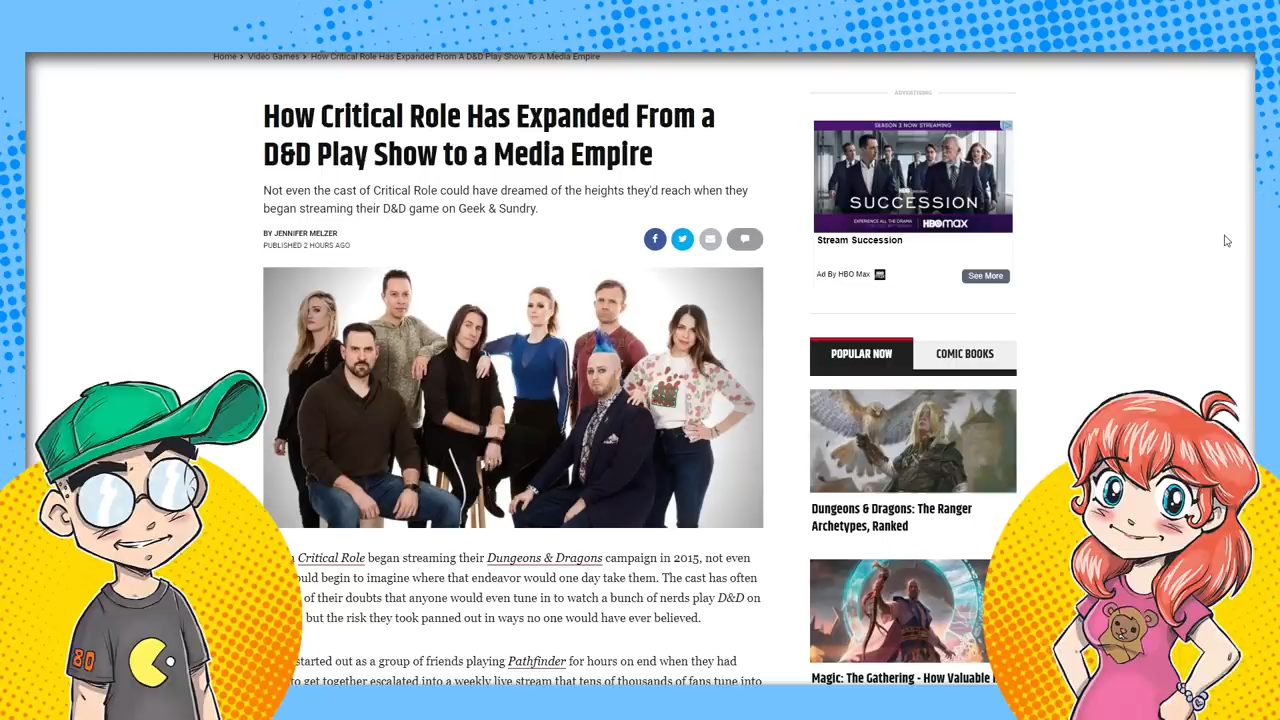 Home › Video Games › How Critical Role Has Expanded From A D&D Play Show To A Media Empire
How Critical Role Has Expanded From a
D&D Play Show to a Media Empire
Not even the cast of Critical Role could have dreamed of the heights they'd reach when they
began streaming their D&D game on Geek & Sundry.
BY JENNIFER MELZER
PUBLISHED 2 HOURS AGO
Critical Role began streaming their Dungeons & Dragons campaign in 2015, not even
begin to imagine where that endeavor would one day take them. The cast has often
of their doubts that anyone would even tune in to watch a bunch of nerds play D&D on
but the risk they took panned out in ways no one would have ever believed.
started out as a group of friends playing Pathfinder for hours on end when they had
to get together escalated into a weekly live stream that tens of thousands of fans tune into
ADVERTISING
SEASON 3 NOW STREAMING
HBO
SUCCESSION
EXPERIENCE ALL THE DRAMA HBOMAX
Stream Succession
Ad By HBO Max
See More
POPULAR NOW
COMIC BOOKS
Dungeons & Dragons: The Ranger
Archetypes, Ranked
Magic: The Gathering - How Valuable
80